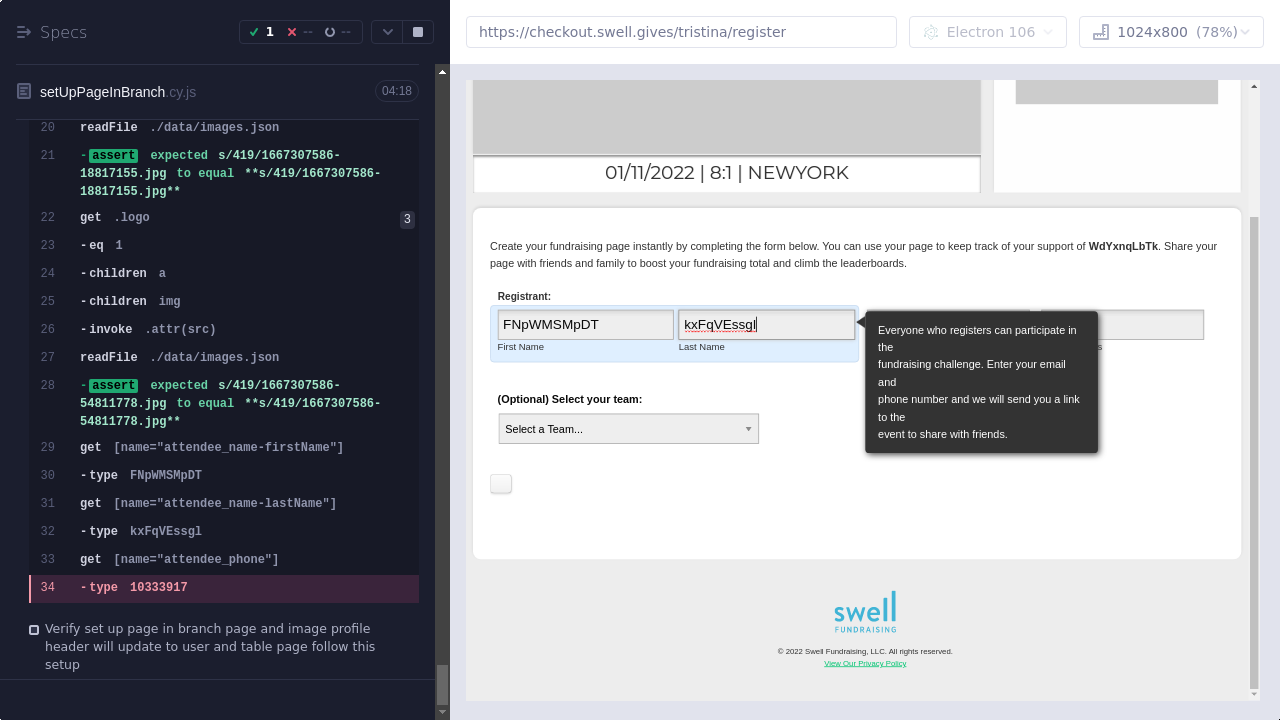 Specs
1
--
--
https://checkout.swell.gives/tristina/register
Electron 106
1024x800 (78%)
setUpPageInBranch.cy.js
04:18
20 readFile ./data/images.json
21 -assert expected s/419/1667307586-
18817155.jpg to equal **s/419/1667307586-
18817155.jpg**
22 get .logo 3
23 -eq 1
24 -children a
25 -children img
26 -invoke .attr(src)
27 readFile ./data/images.json
28 -assert expected s/419/1667307586-
54811778.jpg to equal **s/419/1667307586-
54811778.jpg**
29 get [name="attendee_name-firstName"]
30 -type FNpWMSMpDT
31 get [name="attendee_name-lastName"]
32 -type kxFqVEssgl
33 get [name="attendee_phone"]
34 -type 10333917
Verify set up page in branch page and image profile
header will update to user and table page follow this
setup
01/11/2022 | 8:1 | NEWYORK
Create your fundraising page instantly by completing the form below. You can use your page to keep track of your support of WdYxnqLbTk. Share your
page with friends and family to boost your fundraising total and climb the leaderboards.
Registrant:
FNpWMSMpDT
kxFqVEssgl
First Name
Last Name
Everyone who registers can participate in
the
fundraising challenge. Enter your email
and
phone number and we will send you a link
to the
event to share with friends.
(Optional) Select your team:
Select a Team...
swell
FUNDRAISING
© 2022 Swell Fundraising, LLC. All rights reserved.
View Our Privacy Policy